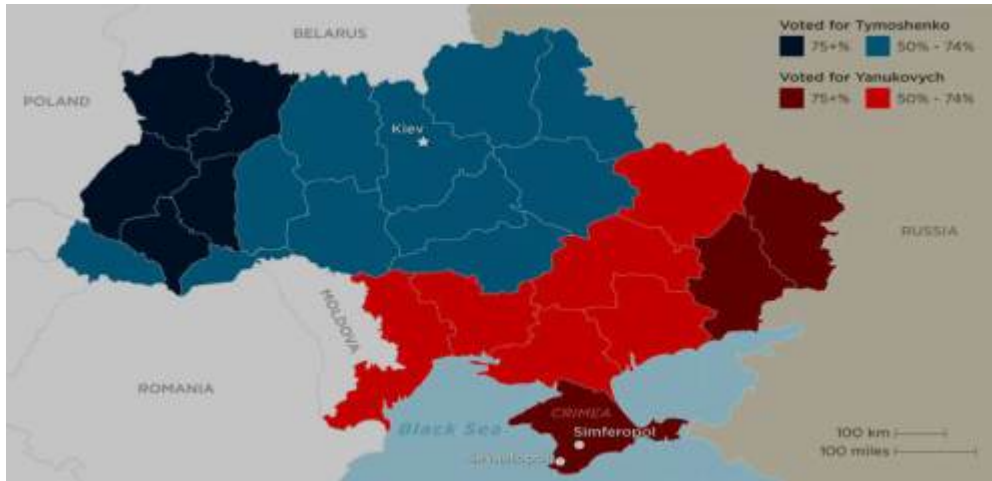 Voted for Tymoshenko
75+% 50% - 74%
Voted for Yanukovych
75+% 50% - 74%
BELARUS
POLAND
Kiev
RUSSIA
MOLDOVA
ROMANIA
CRIMEA
Simferopol
Black Sea
100 km
100 miles